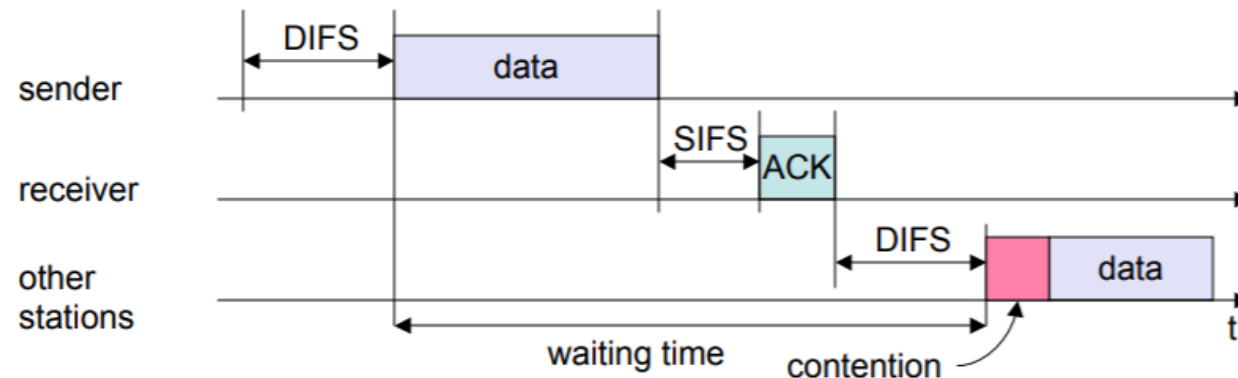 DIFS
data
sender
SIFS
ACK
receiver
DIFS
data
other
stations
t
waiting time
contention